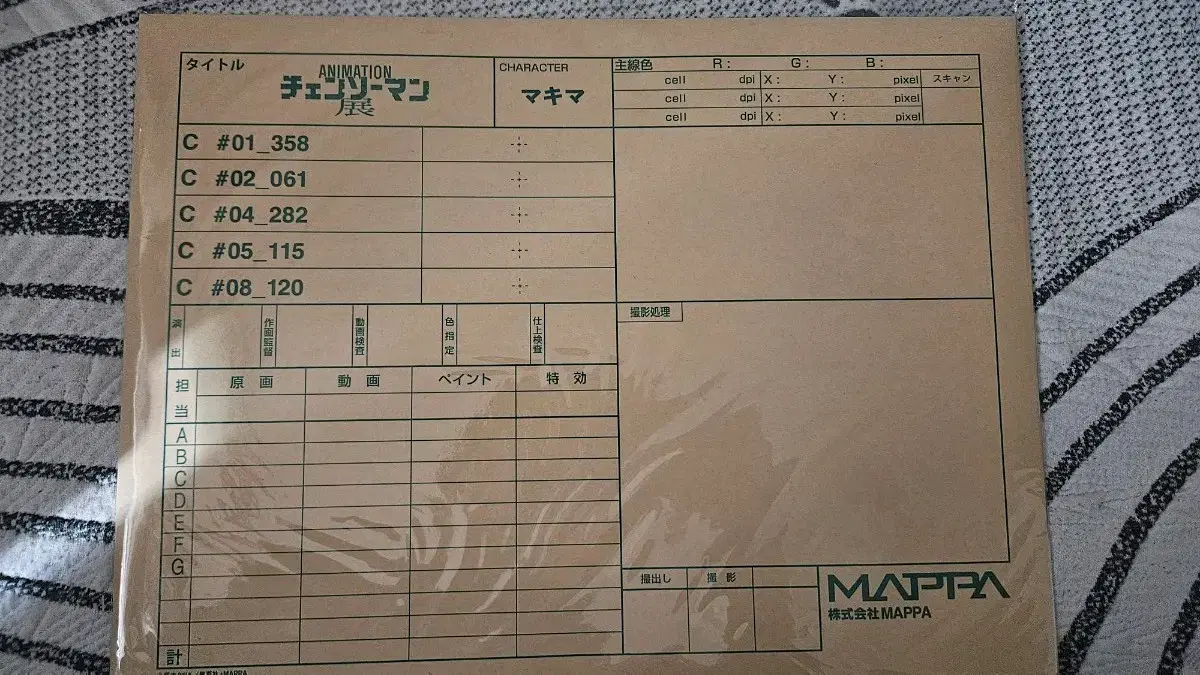 タイトル
ANIMATION
チェンソーマン
展
CHARACTER
マキマ
主線色 R: G: B:
cell dpi X: Y: pixel スキャン
cell dpi X: Y: pixel
cell dpi X: Y: pixel
C #01_358
C #02_061
C #04_282
C #05_115
C #08_120
演出 作画監督 動画検査 色指定 仕上検査
撮影処理
担当 原画 動画 ペイント 特効
A
B
C
D
E
F
G
計
撮出し 撮影
MAPPA
株式会社MAPPA